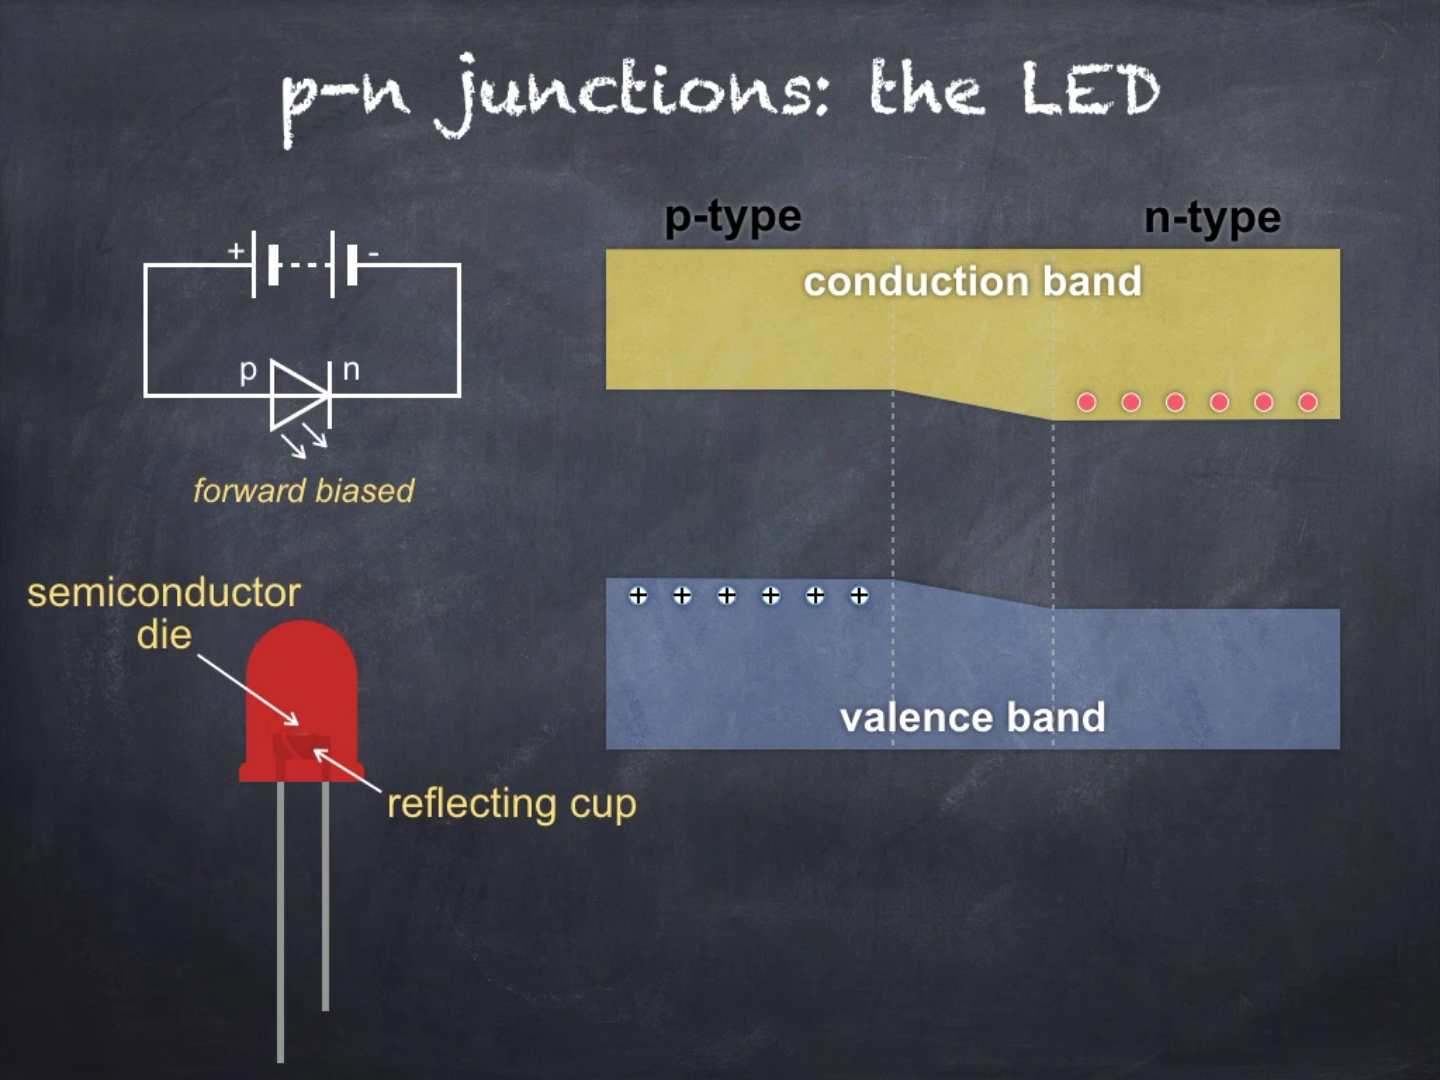 p-n junctions: the LED
p-type
n-type
+
-
conduction band
p
n
forward biased
semiconductor
die
+ + + + + +
valence band
reflecting cup